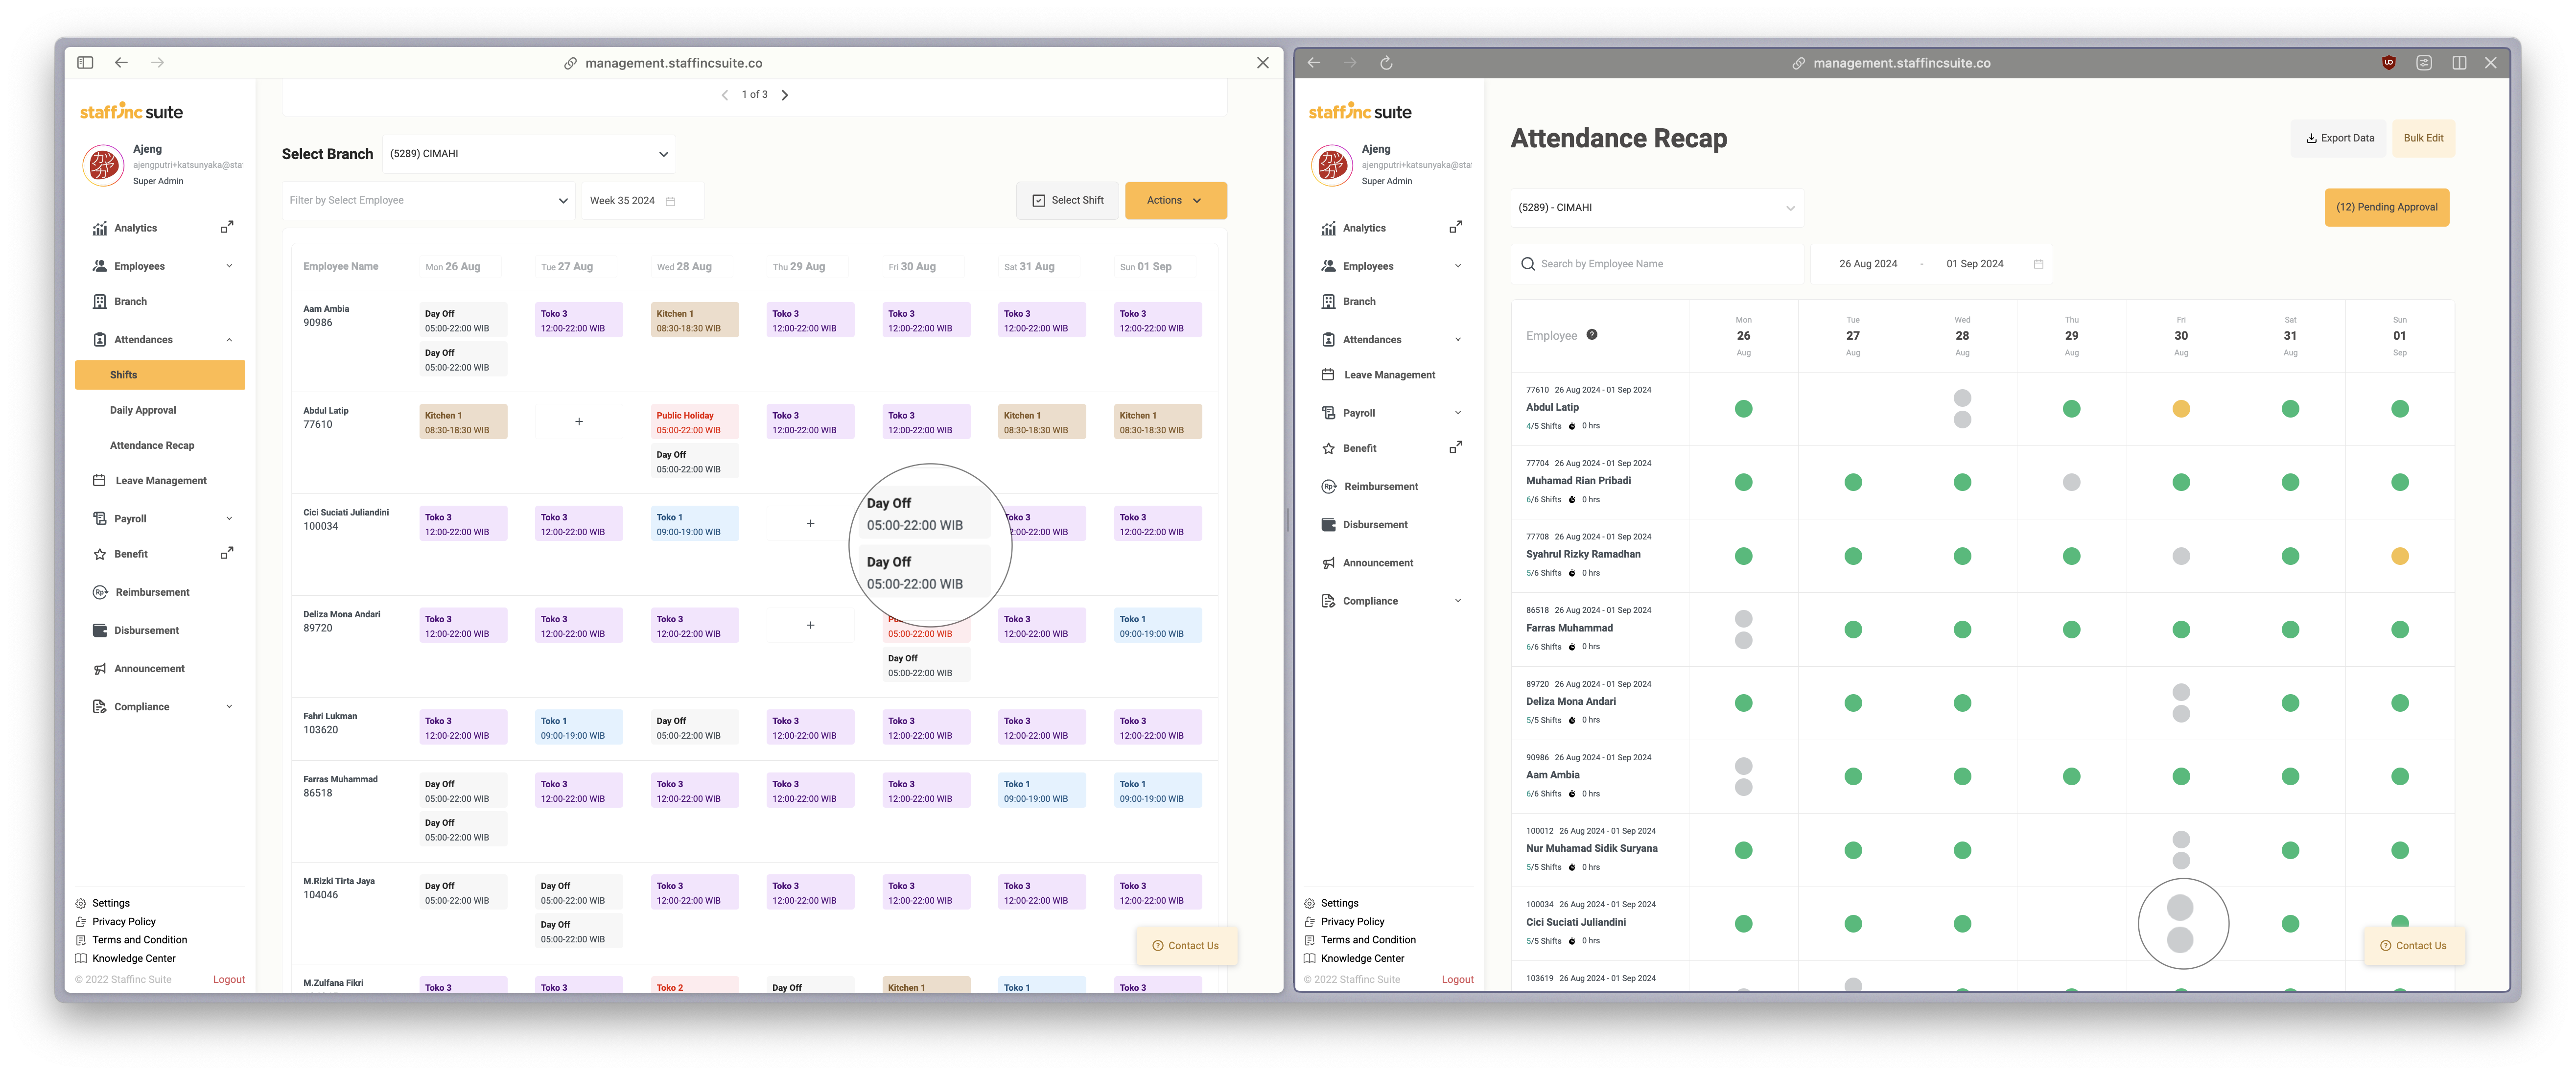 management.staffincsuite.co
staffinc suite
Ajeng
ajengputri+katsunyaka@sta
Super Admin
Analytics
Employees
Branch
Attendances
Shifts
Daily Approval
Attendance Recap
Leave Management
Payroll
Benefit
Reimbursement
Disbursement
Announcement
Compliance
Settings
Privacy Policy
Terms and Condition
Knowledge Center
© 2022 Staffinc Suite Logout
1 of 3
Select Branch (5289) CIMAHI
Filter by Select Employee Week 35 2024 Select Shift Actions
Employee Name Mon 26 Aug Tue 27 Aug Wed 28 Aug Thu 29 Aug Fri 30 Aug Sat 31 Aug Sun 01 Sep
Aam Ambia
90986
Day Off Toko 3 Kitchen 1 Toko 3 Toko 3 Toko 3 Toko 3
05:00-22:00 WIB 12:00-22:00 WIB 08:30-18:30 WIB 12:00-22:00 WIB 12:00-22:00 WIB 12:00-22:00 WIB 12:00-22:00 WIB
Day Off
05:00-22:00 WIB
Abdul Latip
77610
Kitchen 1 + Public Holiday Toko 3 Toko 3 Kitchen 1 Kitchen 1
08:30-18:30 WIB 05:00-22:00 WIB 12:00-22:00 WIB 12:00-22:00 WIB 08:30-18:30 WIB 08:30-18:30 WIB
Day Off
05:00-22:00 WIB
Cici Suciati Juliandini
100034
Toko 3 Toko 3 Toko 1 + Day Off Toko 3 Toko 3
12:00-22:00 WIB 12:00-22:00 WIB 09:00-19:00 WIB 05:00-22:00 WIB 12:00-22:00 WIB 12:00-22:00 WIB
Day Off
05:00-22:00 WIB
Deliza Mona Andari
89720
Toko 3 Toko 3 Toko 3 + Toko 3 Toko 1
12:00-22:00 WIB 12:00-22:00 WIB 12:00-22:00 WIB 05:00-22:00 WIB 12:00-22:00 WIB 09:00-19:00 WIB
Day Off
05:00-22:00 WIB
Fahri Lukman
103620
Toko 3 Toko 1 Day Off Toko 3 Toko 3 Toko 3 Toko 3
12:00-22:00 WIB 09:00-19:00 WIB 05:00-22:00 WIB 12:00-22:00 WIB 12:00-22:00 WIB 12:00-22:00 WIB 12:00-22:00 WIB
Farras Muhammad
86518
Day Off Toko 3 Toko 3 Toko 3 Toko 3 Toko 1 Toko 1
05:00-22:00 WIB 12:00-22:00 WIB 12:00-22:00 WIB 12:00-22:00 WIB 12:00-22:00 WIB 09:00-19:00 WIB 09:00-19:00 WIB
Day Off
05:00-22:00 WIB
M.Rizki Tirta Jaya
104046
Day Off Day Off Toko 3 Toko 3 Toko 3 Toko 3 Toko 3
05:00-22:00 WIB 05:00-22:00 WIB 12:00-22:00 WIB 12:00-22:00 WIB 12:00-22:00 WIB 12:00-22:00 WIB 12:00-22:00 WIB
Day Off
05:00-22:00 WIB
M.Zulfana Fikri Toko 3 Toko 3 Toko 2 Day Off Kitchen 1 Toko 1 Toko 3
Contact Us
management.staffincsuite.co
staffinc suite
Ajeng
ajengputri+katsunyaka@sta
Super Admin
Analytics
Employees
Branch
Attendances
Leave Management
Payroll
Benefit
Reimbursement
Disbursement
Announcement
Compliance
Settings
Privacy Policy
Terms and Condition
Knowledge Center
© 2022 Staffinc Suite Logout
Attendance Recap Export Data Bulk Edit
(5289) - CIMAHI (12) Pending Approval
Search by Employee Name 26 Aug 2024 - 01 Sep 2024
Mon Tue Wed Thu Fri Sat Sun
Employee 26 27 28 29 30 31 01
Aug Aug Aug Aug Aug Aug Sep
77610 26 Aug 2024 - 01 Sep 2024
Abdul Latip
4/5 Shifts 0 hrs
77704 26 Aug 2024 - 01 Sep 2024
Muhamad Rian Pribadi
6/6 Shifts 0 hrs
77708 26 Aug 2024 - 01 Sep 2024
Syahrul Rizky Ramadhan
5/6 Shifts 0 hrs
86518 26 Aug 2024 - 01 Sep 2024
Farras Muhammad
6/6 Shifts 0 hrs
89720 26 Aug 2024 - 01 Sep 2024
Deliza Mona Andari
5/5 Shifts 0 hrs
90986 26 Aug 2024 - 01 Sep 2024
Aam Ambia
6/6 Shifts 0 hrs
100012 26 Aug 2024 - 01 Sep 2024
Nur Muhamad Sidik Suryana
5/5 Shifts 0 hrs
100034 26 Aug 2024 - 01 Sep 2024
Cici Suciati Juliandini
5/5 Shifts 0 hrs
103619 26 Aug 2024 - 01 Sep 2024
Contact Us